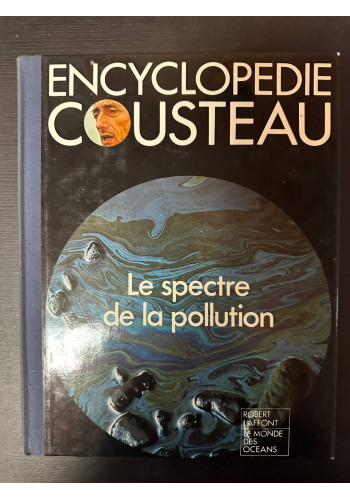 ENCYCLOPEDIE
COUSTEAU
Le spectre
de la pollution
ROBERT
LAFFONT
LE MONDE
DES
OCEANS